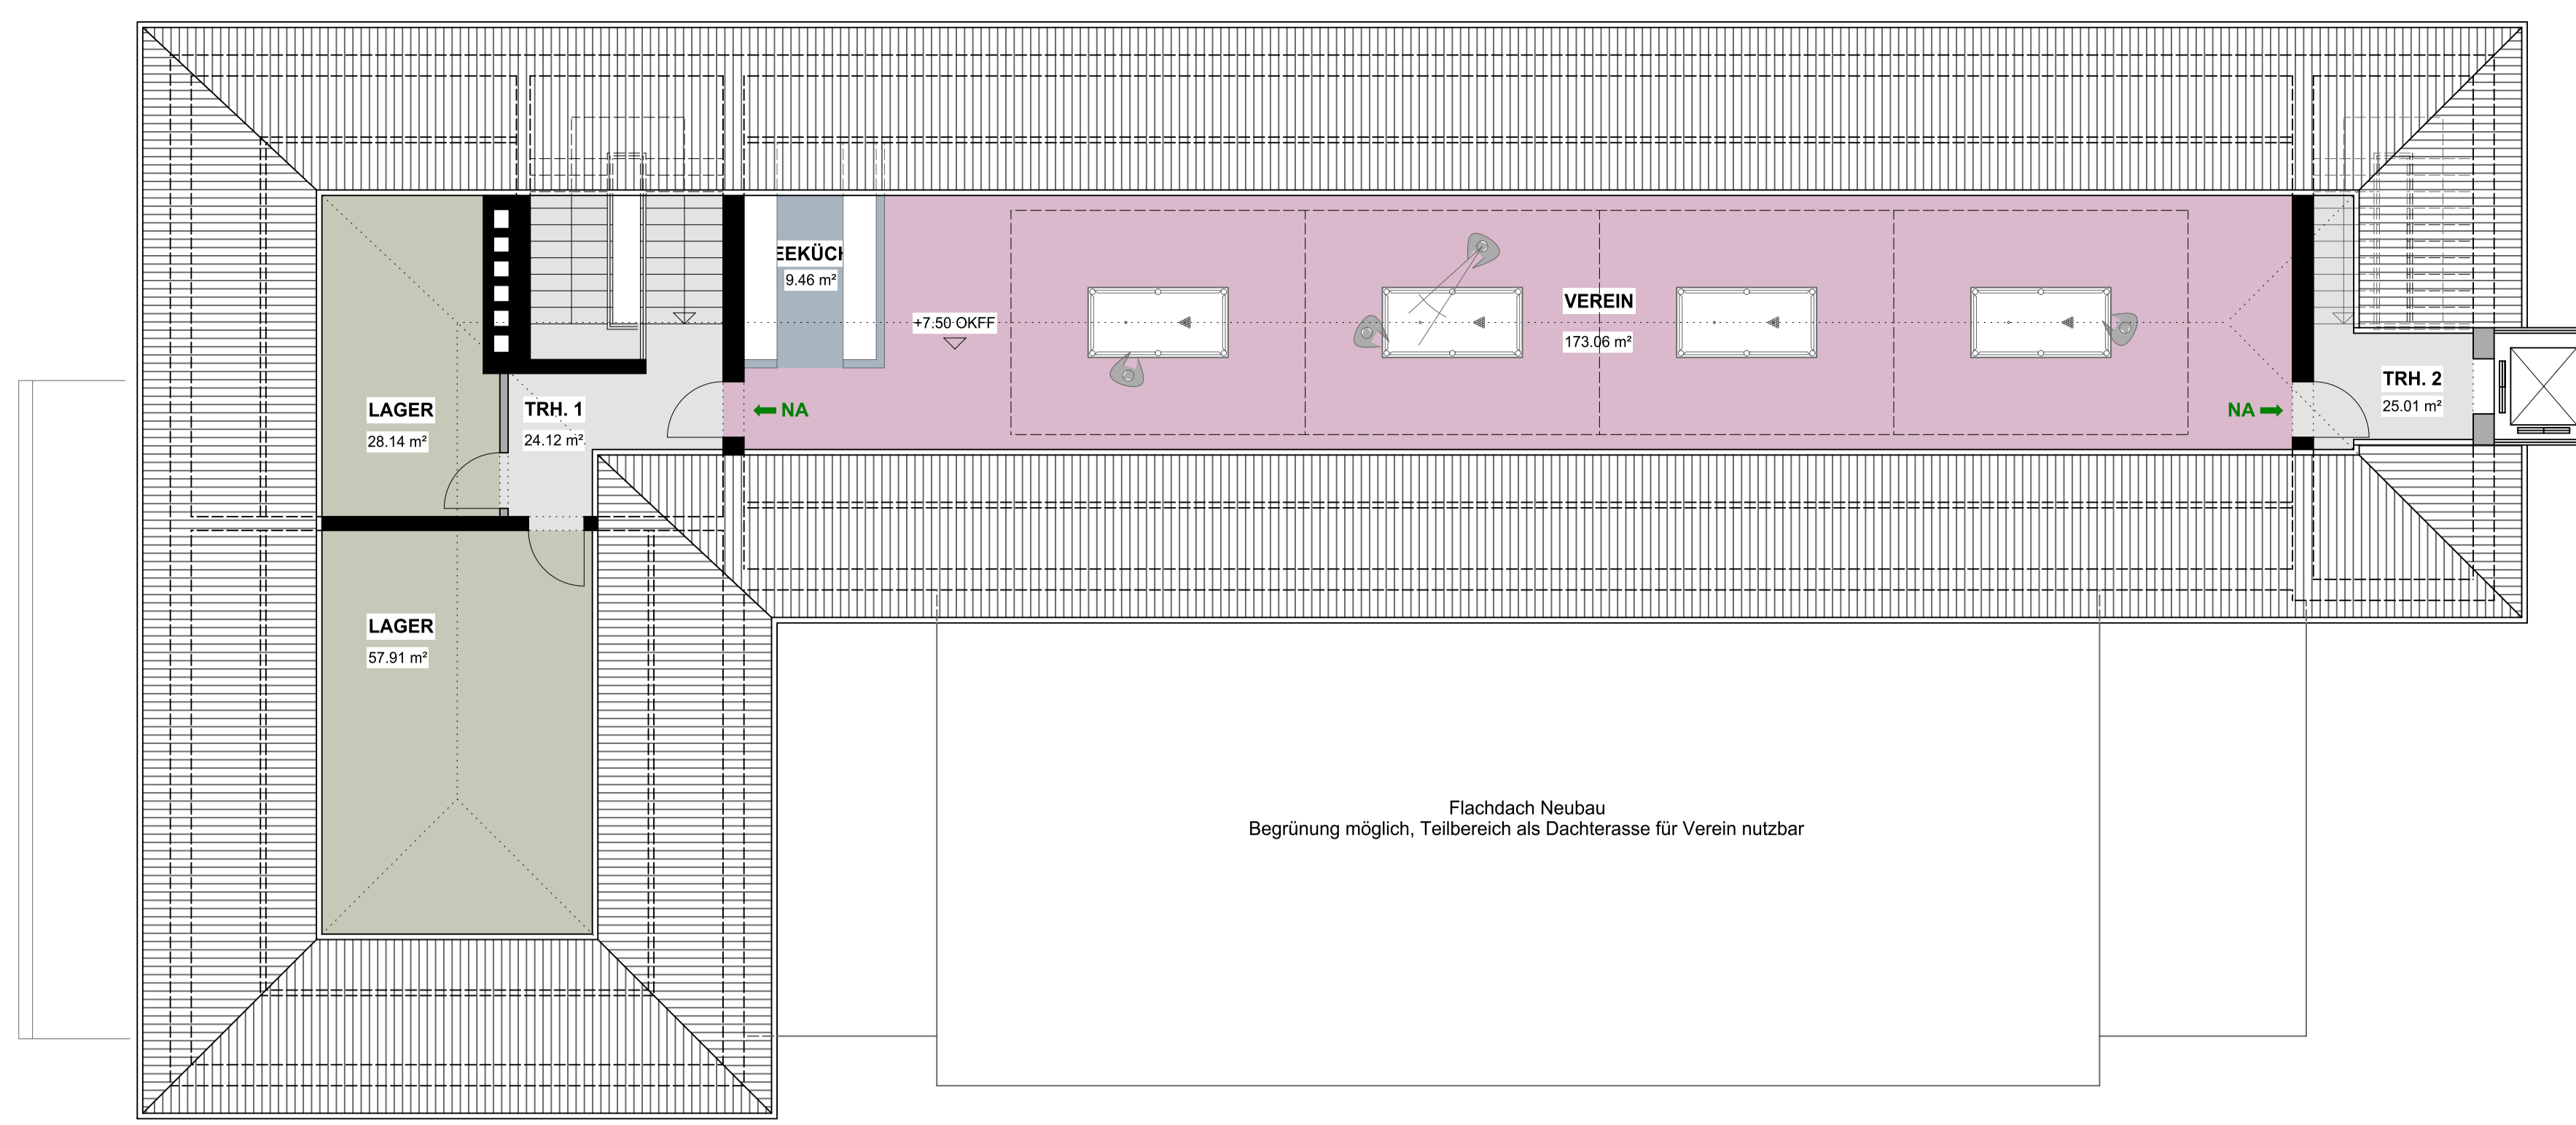 EEKÜCH
9.46 m²
+7.50 OKFF
VEREIN
173.06 m²
NA
NA
TRH. 2
25.01 m²
LAGER
28.14 m²
TRH. 1
24.12 m²
LAGER
57.91 m²
Flachdach Neubau
Begrünung möglich, Teilbereich als Dachterasse für Verein nutzbar